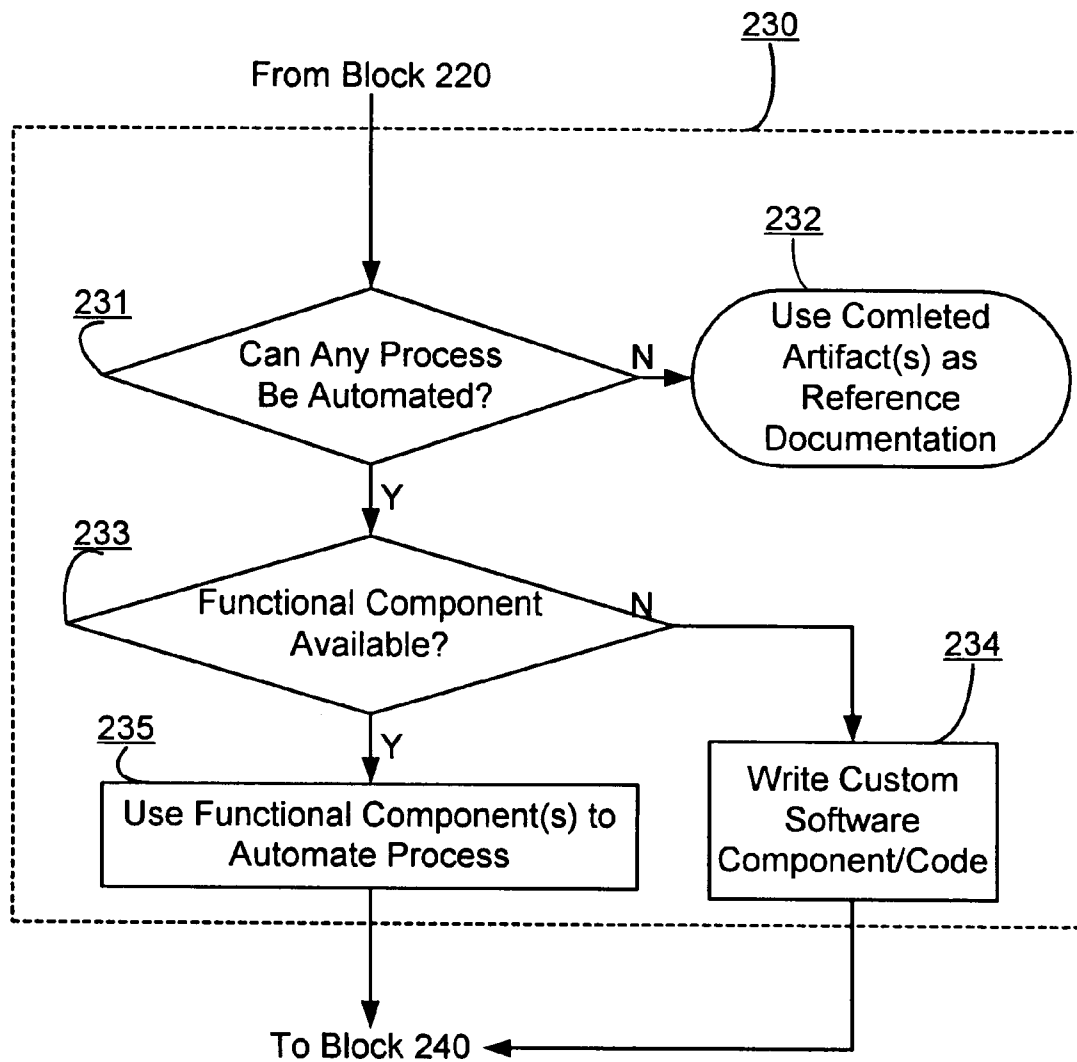 230
From Block 220
232
Use Comleted
Artifact(s) as
Reference
Documentation
231
Can Any Process
Be Automated?
N
Y
233
Functional Component
Available?
N
234
Write Custom
Software
Component/Code
Y
235
Use Functional Component(s) to
Automate Process
To Block 240